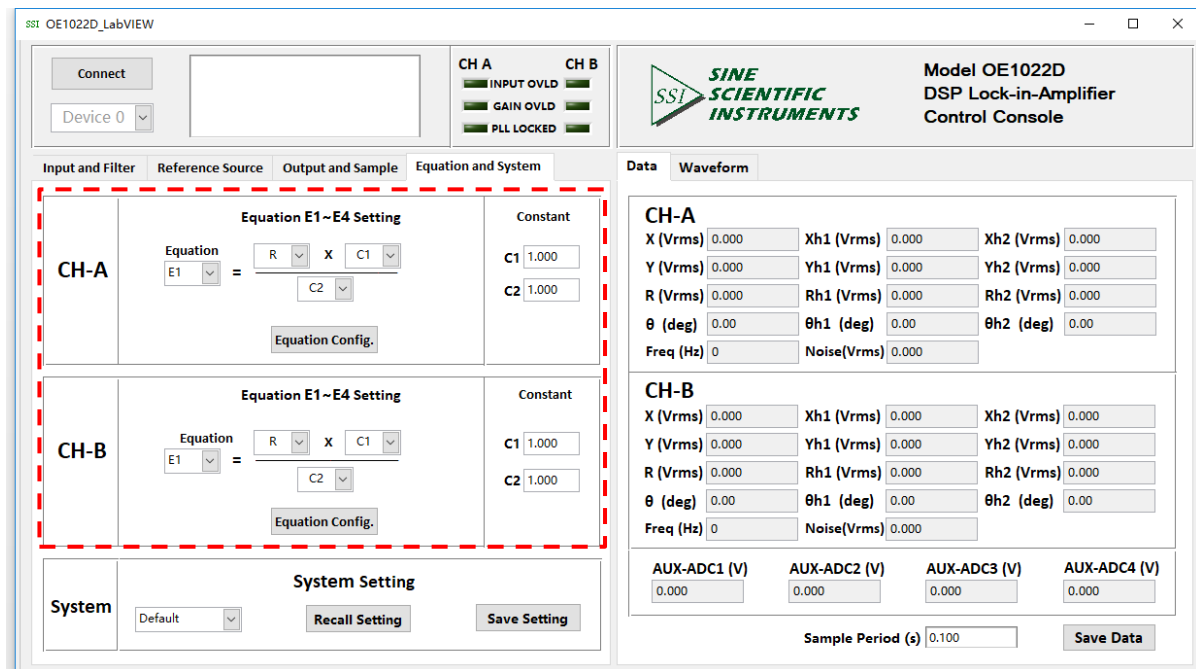 SSI OE1022D_LabVIEW
Connect
Device 0
CH A CH B
INPUT OVLD
GAIN OVLD
PLL LOCKED
SSI
SINE
SCIENTIFIC
INSTRUMENTS
Model OE1022D
DSP Lock-in-Amplifier
Control Console
Input and Filter Reference Source Output and Sample Equation and System
CH-A
Equation E1~E4 Setting
Equation
E1 = R X C1
C2
Equation Config.
Constant
C1 1.000
C2 1.000
CH-B
Equation E1~E4 Setting
Equation
E1 = R X C1
C2
Equation Config.
Constant
C1 1.000
C2 1.000
System
System Setting
Default Recall Setting Save Setting
Data Waveform
CH-A
X (Vrms) 0.000 Xh1 (Vrms) 0.000 Xh2 (Vrms) 0.000
Y (Vrms) 0.000 Yh1 (Vrms) 0.000 Yh2 (Vrms) 0.000
R (Vrms) 0.000 Rh1 (Vrms) 0.000 Rh2 (Vrms) 0.000
θ (deg) 0.00 θh1 (deg) 0.00 θh2 (deg) 0.00
Freq (Hz) 0 Noise(Vrms) 0.000
CH-B
X (Vrms) 0.000 Xh1 (Vrms) 0.000 Xh2 (Vrms) 0.000
Y (Vrms) 0.000 Yh1 (Vrms) 0.000 Yh2 (Vrms) 0.000
R (Vrms) 0.000 Rh1 (Vrms) 0.000 Rh2 (Vrms) 0.000
θ (deg) 0.00 θh1 (deg) 0.00 θh2 (deg) 0.00
Freq (Hz) 0 Noise(Vrms) 0.000
AUX-ADC1 (V) AUX-ADC2 (V) AUX-ADC3 (V) AUX-ADC4 (V)
0.000 0.000 0.000 0.000
Sample Period (s) 0.100 Save Data